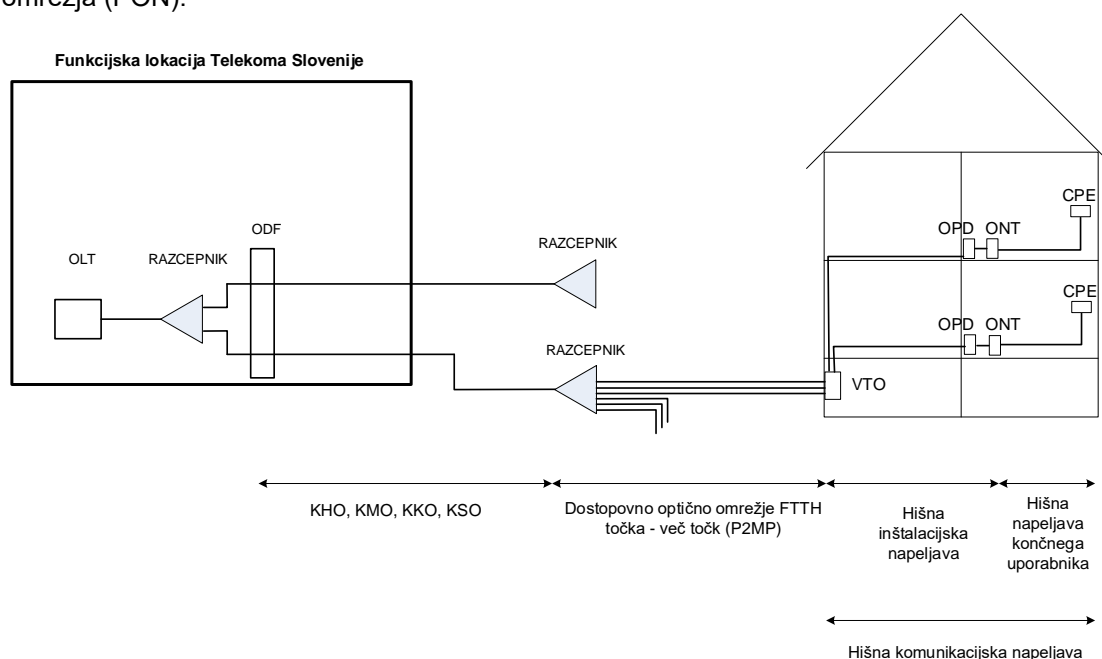 omrežja (PON).
Funkcijska lokacija Telekoma Slovenije
OLT
RAZCEPNIK
ODF
RAZCEPNIK
RAZCEPNIK
CPE
OPD ONT
CPE
OPD ONT
VTO
KHO, KMO, KKO, KSO
Dostopovno optično omrežje FTTH
točka - več točk (P2MP)
Hišna
inštalacijska
napeljava
Hišna
napeljava
končnega
uporabnika
Hišna komunikacijska napeljava